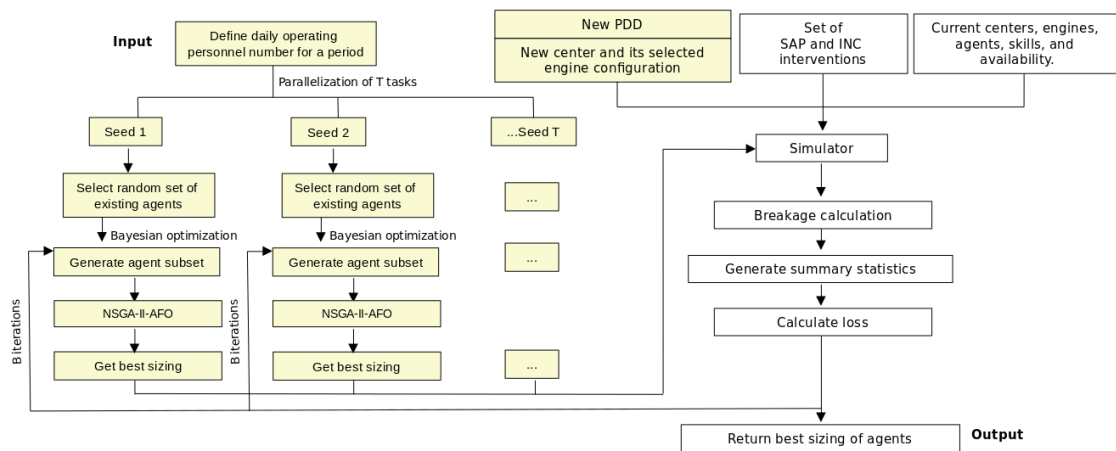 Input
Define daily operating
personnel number for a period
New PDD
New center and its selected
engine configuration
Set of
SAP and INC
interventions
Current centers, engines,
agents, skills, and
availability.
Parallelization of T tasks
Seed 1
Seed 2
...Seed T
Simulator
Select random set of
existing agents
Select random set of
existing agents
...
Breakage calculation
Bayesian optimization
Bayesian optimization
Generate agent subset
Generate agent subset
...
Generate summary statistics
B iterations
NSGA-II-AFO
B iterations
NSGA-II-AFO
Calculate loss
Get best sizing
Get best sizing
...
Return best sizing of agents
Output